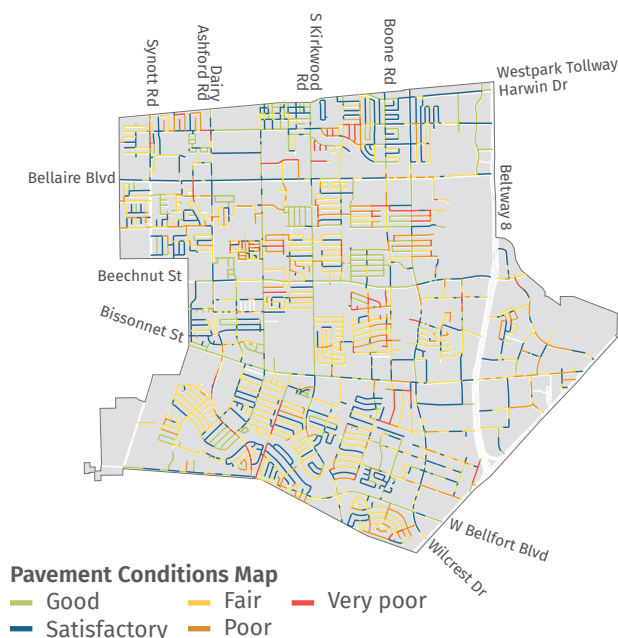 Synott Rd
Dairy
Ashford Rd
S Kirkwood
Rd
Boone Rd
Westpark Tollway
Harwin Dr
Bellaire Blvd
Beltway 8
Beechnut St
Bissonnet St
W Bellfort Blvd
Wilcrest Dr
Pavement Conditions Map
Good
Fair
Very poor
Satisfactory
Poor